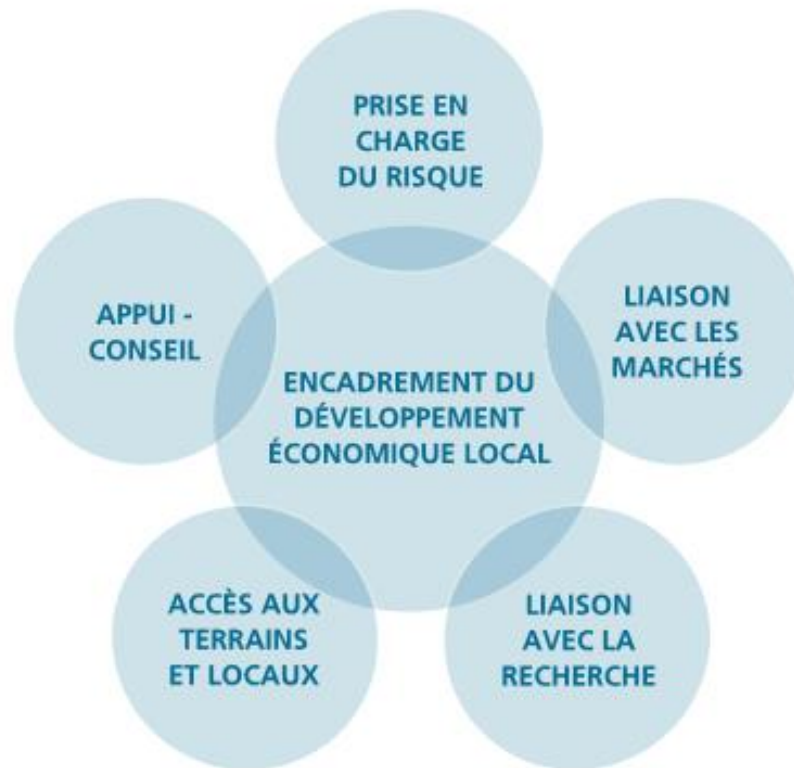 PRISE EN
CHARGE
DU RISQUE
APPUI -
CONSEIL
LIAISON
AVEC LES
MARCHÉS
ENCADREMENT DU
DÉVELOPPEMENT
ÉCONOMIQUE LOCAL
ACCÈS AUX
TERRAINS
ET LOCAUX
LIAISON
AVEC LA
RECHERCHE